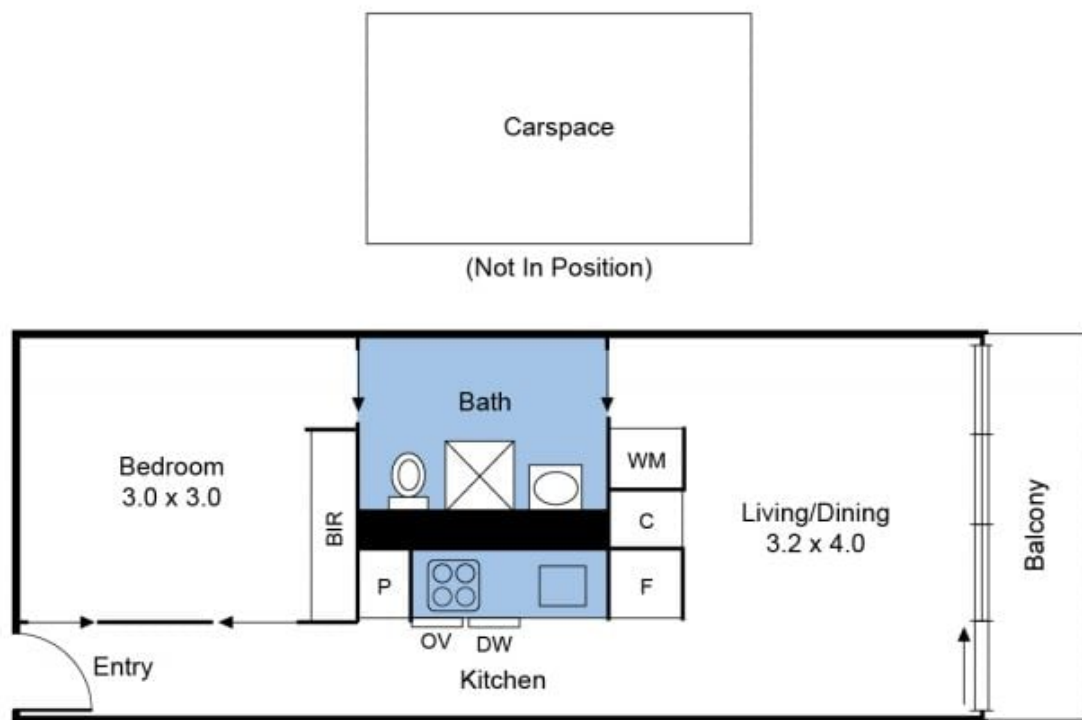 Carspace
(Not In Position)
Bath
Bedroom
3.0 x 3.0
BIR
WM
C
F
P
OV
DW
Living/Dining
3.2 x 4.0
Balcony
Entry
Kitchen